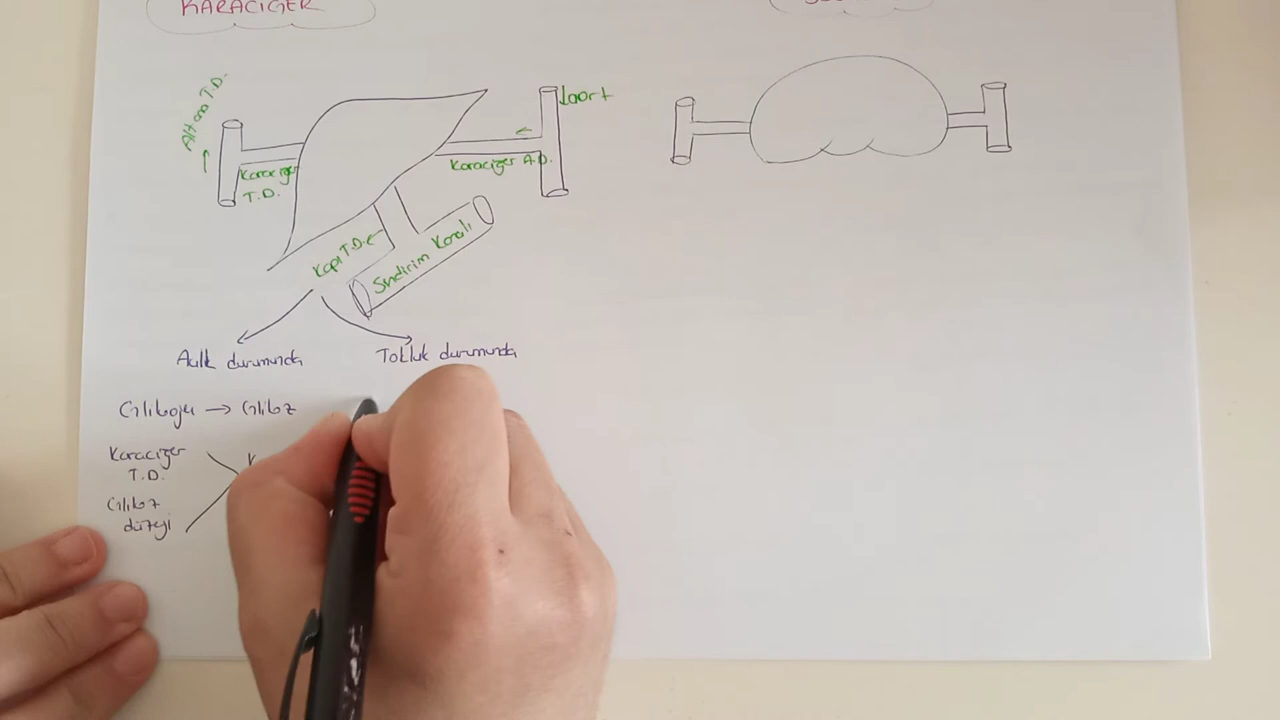 KARACİĞER
Alt ana T.D.
Karaciğer
T.D.
Aort
Karaciğer A.D.
Kapı T.D.
Sindirim Kanalı
Açlık durumunda
Tokluk durumunda
Glikojen → Glikoz
Karaciğer
T.D.
Glikoz
düzeyi